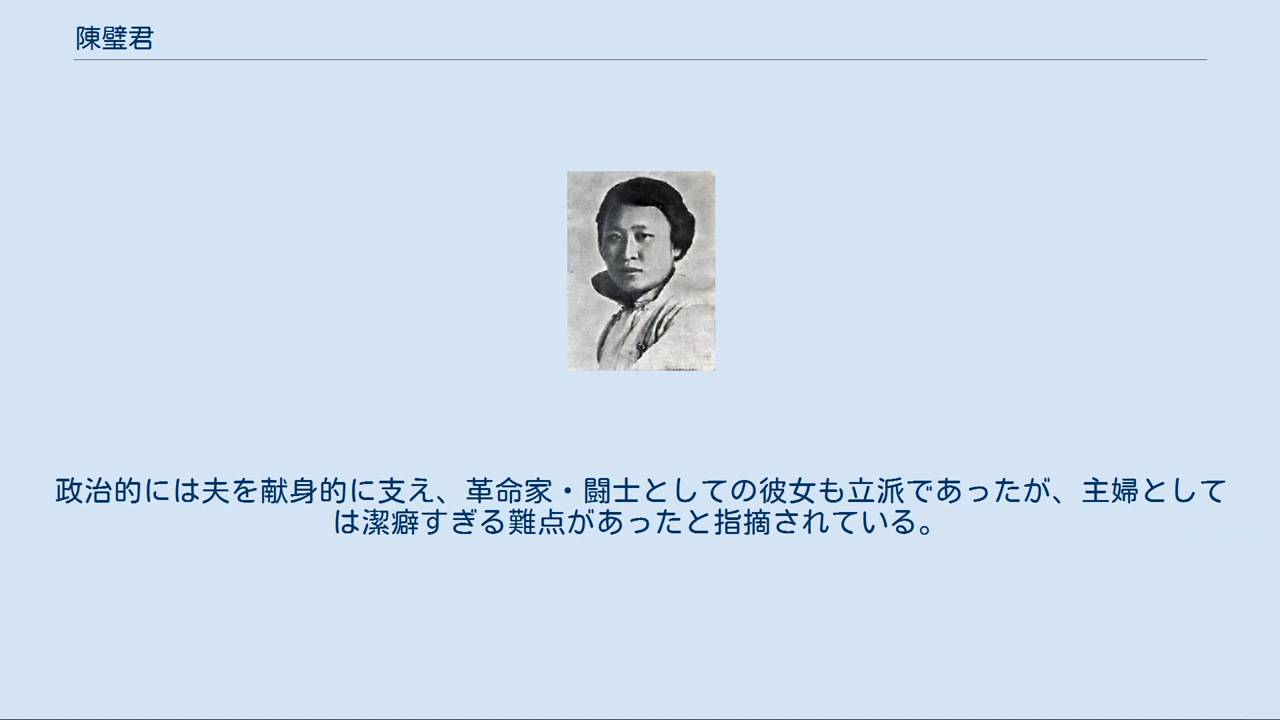 陳璧君
政治的には夫を献身的に支え、革命家・闘士としての彼女も立派であったが、主婦として
は潔癖すぎる難点があったと指摘されている。